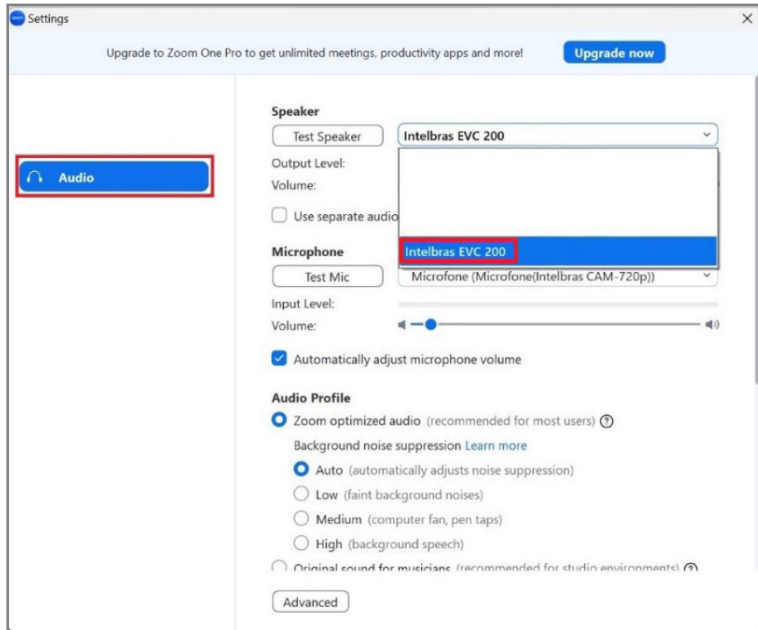 Settings
Upgrade to Zoom One Pro to get unlimited meetings, productivity apps and more! Upgrade now
Audio
Speaker
Test Speaker Intelbras EVC 200
Output Level:
Volume:
Use separate audio
Intelbras EVC 200
Microphone
Test Mic Microfone (Microfone(Intelbras CAM-720p))
Input Level:
Volume:
Automatically adjust microphone volume
Audio Profile
Zoom optimized audio (recommended for most users) ?
Background noise suppression Learn more
Auto (automatically adjusts noise suppression)
Low (faint background noises)
Medium (computer fan, pen taps)
High (background speech)
Original sound for musicians (recommended for studio environments) ?
Advanced